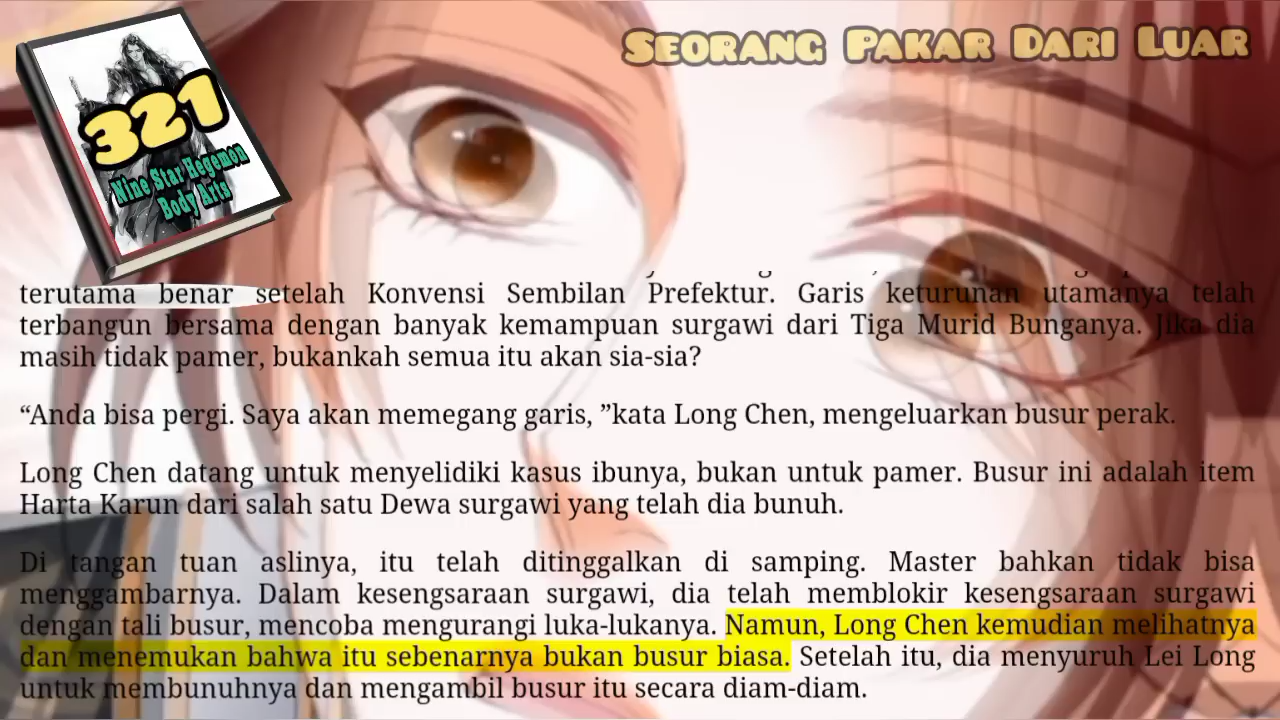 SEORANG PAKAR DARI LUAR
321
Nine Star Hegemon
Body Arts
terutama benar setelah Konvensi Sembilan Prefektur. Garis keturunan utamanya telah
terbangun bersama dengan banyak kemampuan surgawi dari Tiga Murid Bunganya. Jika dia
masih tidak pamer, bukankah semua itu akan sia-sia?
“Anda bisa pergi. Saya akan memegang garis, ”kata Long Chen, mengeluarkan busur perak.
Long Chen datang untuk menyelidiki kasus ibunya, bukan untuk pamer. Busur ini adalah item
Harta Karun dari salah satu Dewa surgawi yang telah dia bunuh.
Di tangan tuan aslinya, itu telah ditinggalkan di samping. Master bahkan tidak bisa
menggambarnya. Dalam kesengsaraan surgawi, dia telah memblokir kesengsaraan surgawi
dengan tali busur, mencoba mengurangi luka-lukanya. Namun, Long Chen kemudian melihatnya
dan menemukan bahwa itu sebenarnya bukan busur biasa. Setelah itu, dia menyuruh Lei Long
untuk membunuhnya dan mengambil busur itu secara diam-diam.